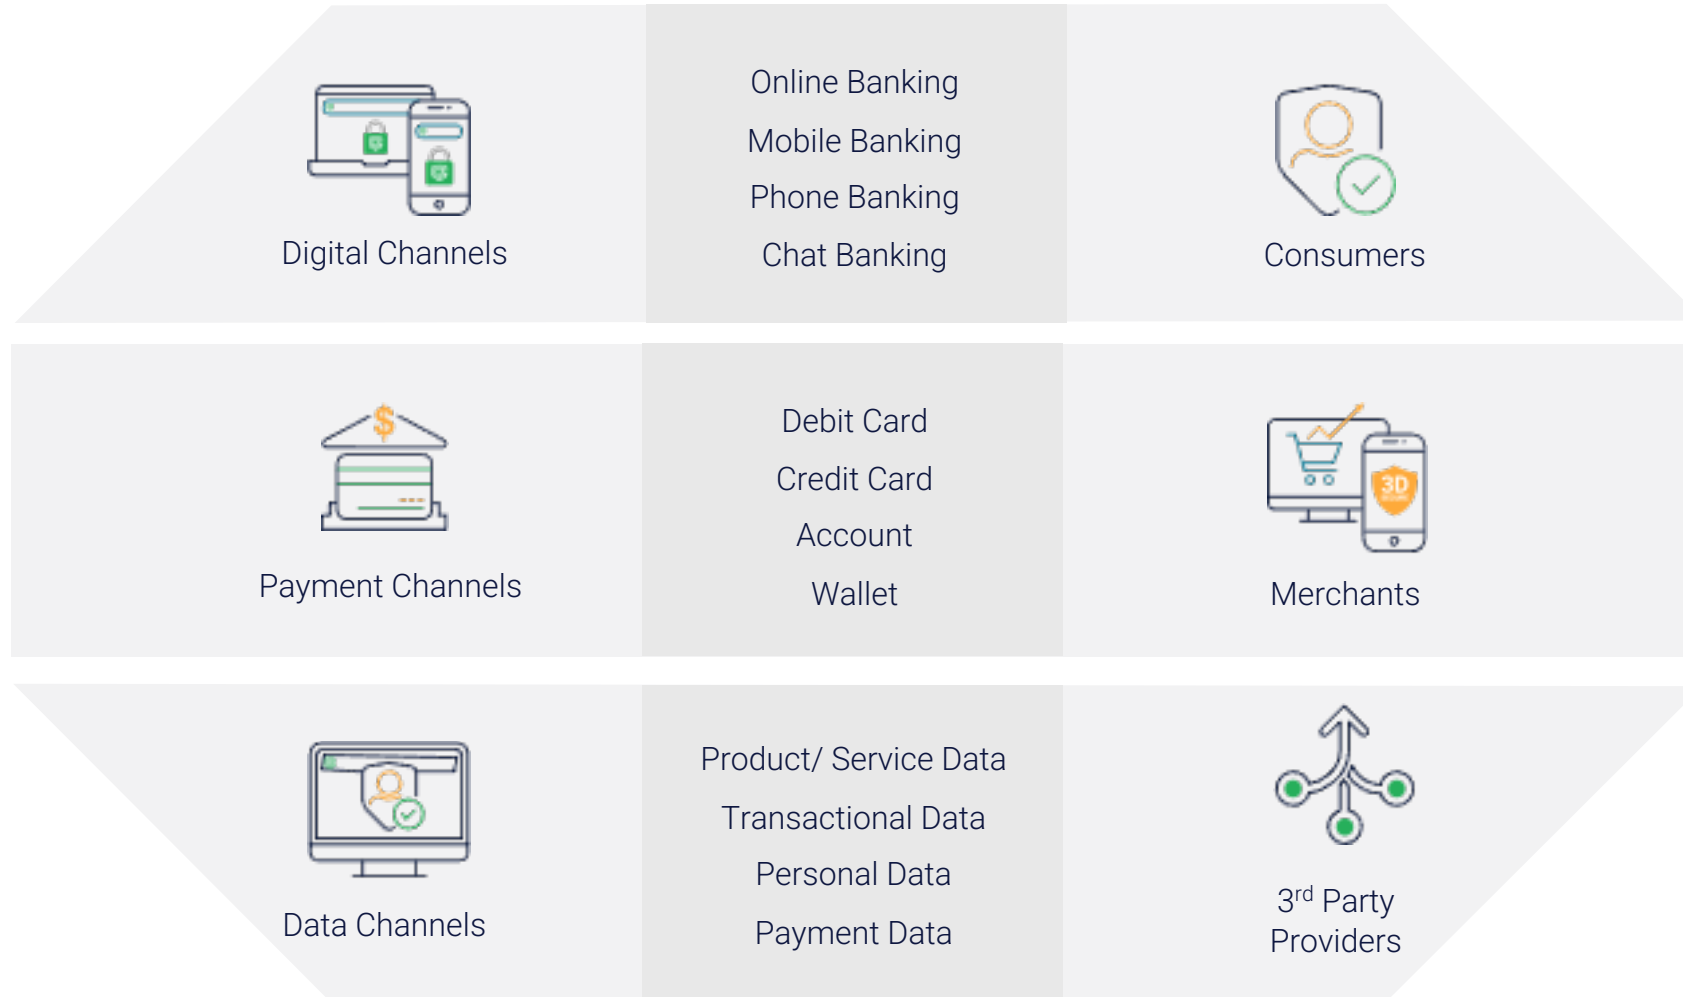 Digital Channels
Online Banking
Mobile Banking
Phone Banking
Chat Banking
Consumers
Payment Channels
Debit Card
Credit Card
Account
Wallet
3D
Merchants
Data Channels
Product/ Service Data
Transactional Data
Personal Data
Payment Data
3rd Party
Providers